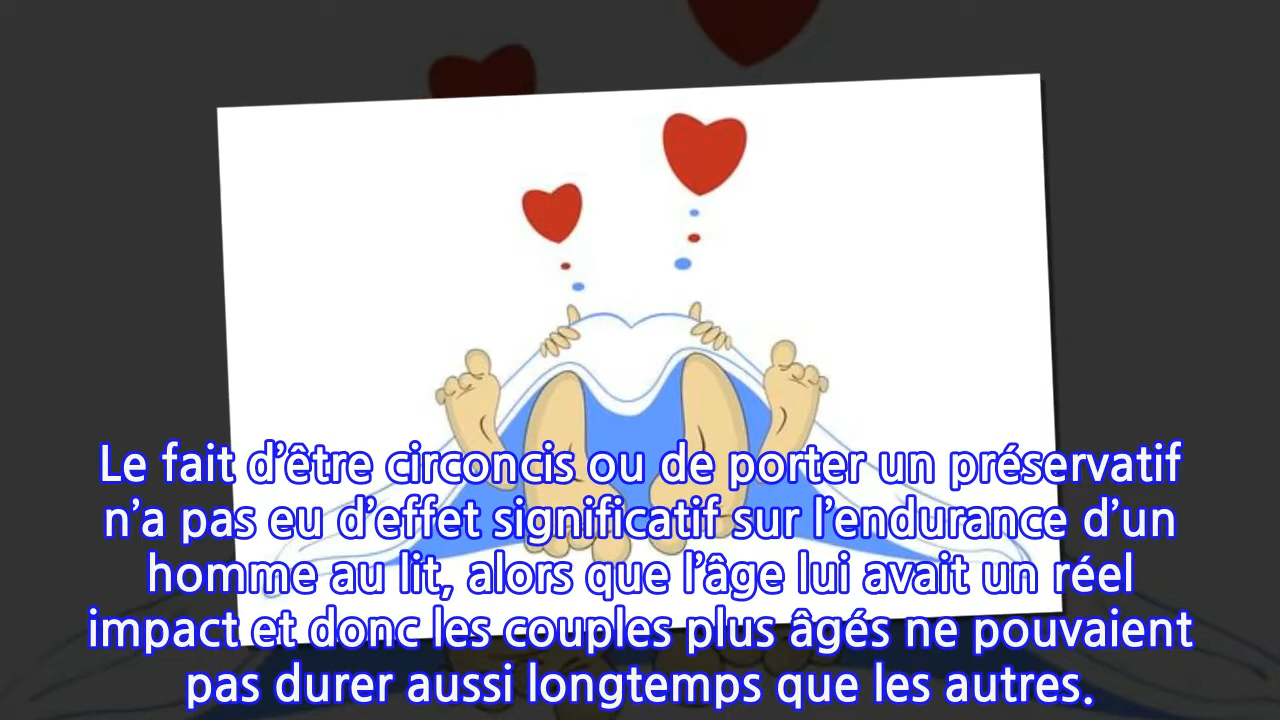 Le fait d’être circoncis ou de porter un préservatif
n’a pas eu d’effet significatif sur l’endurance d’un
homme au lit, alors que l’âge lui avait un réel
impact et donc les couples plus âgés ne pouvaient
pas durer aussi longtemps que les autres.